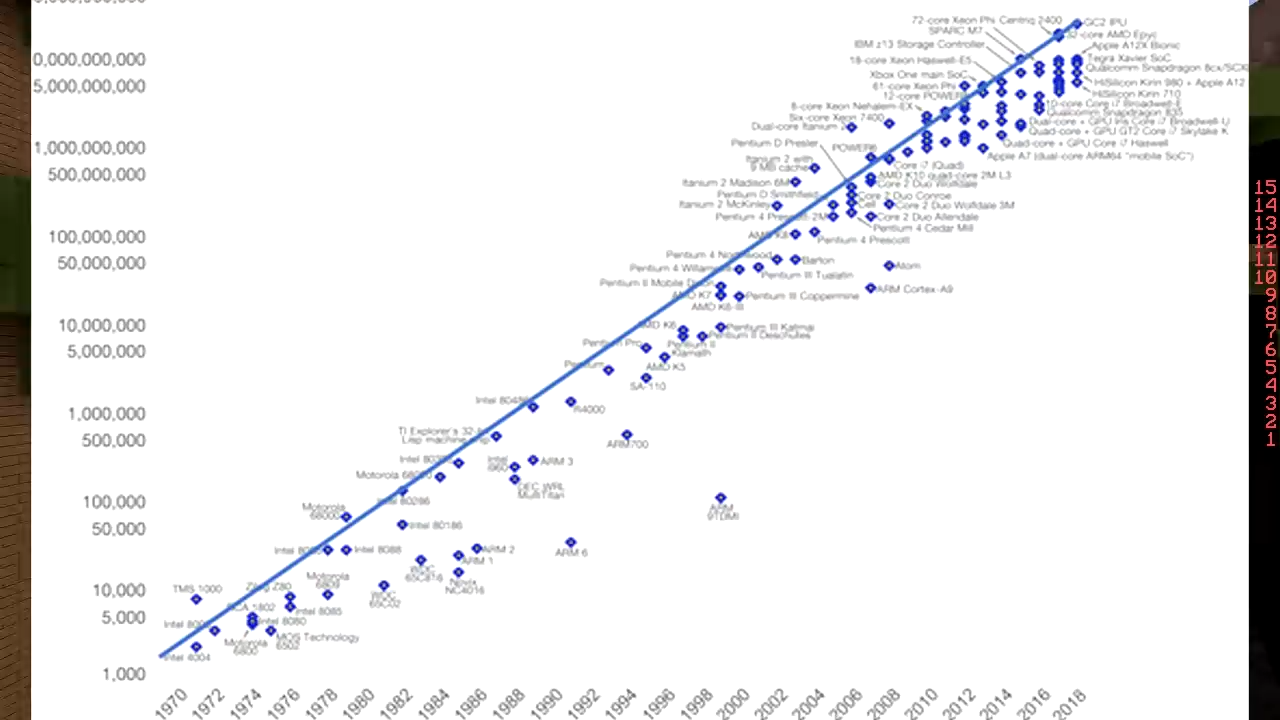 72-core Xeon Phi Centriq 2400
GC2 IPU
SPARC M7
32-core AMD Epyc
IBM z13 Storage Controller
Apple A12X Bionic
18-core Xeon Haswell-E5
Tegra Xavier SoC
0,000,000,000
Qualcomm Snapdragon 8cx/SCX
Xbox One main SoC
61-core Xeon Phi
HiSilicon Kirin 980 + Apple A12
5,000,000,000
12-core POWER8
HiSilicon Kirin 710
8-core Xeon Nehalem-EX
10-core Core i7 Broadwell-E
Six-core Xeon 7400
Qualcomm Snapdragon 835
Dual-core Itanium 2
Dual-core + GPU Iris Core i7 Broadwell-U
Quad-core + GPU GT2 Core i7 Skylake K
Pentium D Presler
POWER6
Quad-core + GPU Core i7 Haswell
1,000,000,000
Apple A7 (dual-core ARM64 "mobile SoC")
Itanium 2 with
9 MB cache
Core i7 (Quad)
500,000,000
AMD K10 quad-core 2M L3
Itanium 2 Madison 6M
Core 2 Duo Wolfdale
Pentium D Smithfield
Core 2 Duo Conroe
Itanium 2 McKinley
Cell
Core 2 Duo Wolfdale 3M
Pentium 4 Prescott-2M
Core 2 Duo Allendale
Pentium 4 Cedar Mill
100,000,000
AMD K8
Pentium 4 Prescott
Pentium 4 Northwood
Barton
Atom
50,000,000
Pentium 4 Willamette
Pentium III Tualatin
Pentium II Mobile Dixon
ARM Cortex-A9
AMD K7
Pentium III Coppermine
AMD K6-III
10,000,000
AMD K6
Pentium III Katmai
Pentium II Deschutes
5,000,000
Pentium Pro
Pentium II
Klamath
Pentium
AMD K5
SA-110
1,000,000
Intel 80486
R4000
500,000
TI Explorer's 32-bit
Lisp machine chip
ARM700
Intel 80386
Intel
i960
ARM 3
Motorola 68020
DEC WRL
MultiTitan
100,000
Intel 80286
ARM
9TDMI
Motorola
68000
50,000
Intel 80186
Intel 8086
Intel 8088
ARM 2
ARM 6
ARM 1
WDC
65C816
Novix
NC4016
10,000
TMS 1000
Zilog Z80
Motorola
6809
WDC
65C02
RCA 1802
Intel 8085
5,000
Intel 8008
Intel 8080
Motorola
6800
MOS Technology
6502
Intel 4004
1,000
1970 1972 1974 1976 1978 1980 1982 1984 1986 1988 1990 1992 1994 1996 1998 2000 2002 2004 2006 2008 2010 2012 2014 2016 2018
15
14
13
12
11
10
9
8
7
6
5
4
3
2
1